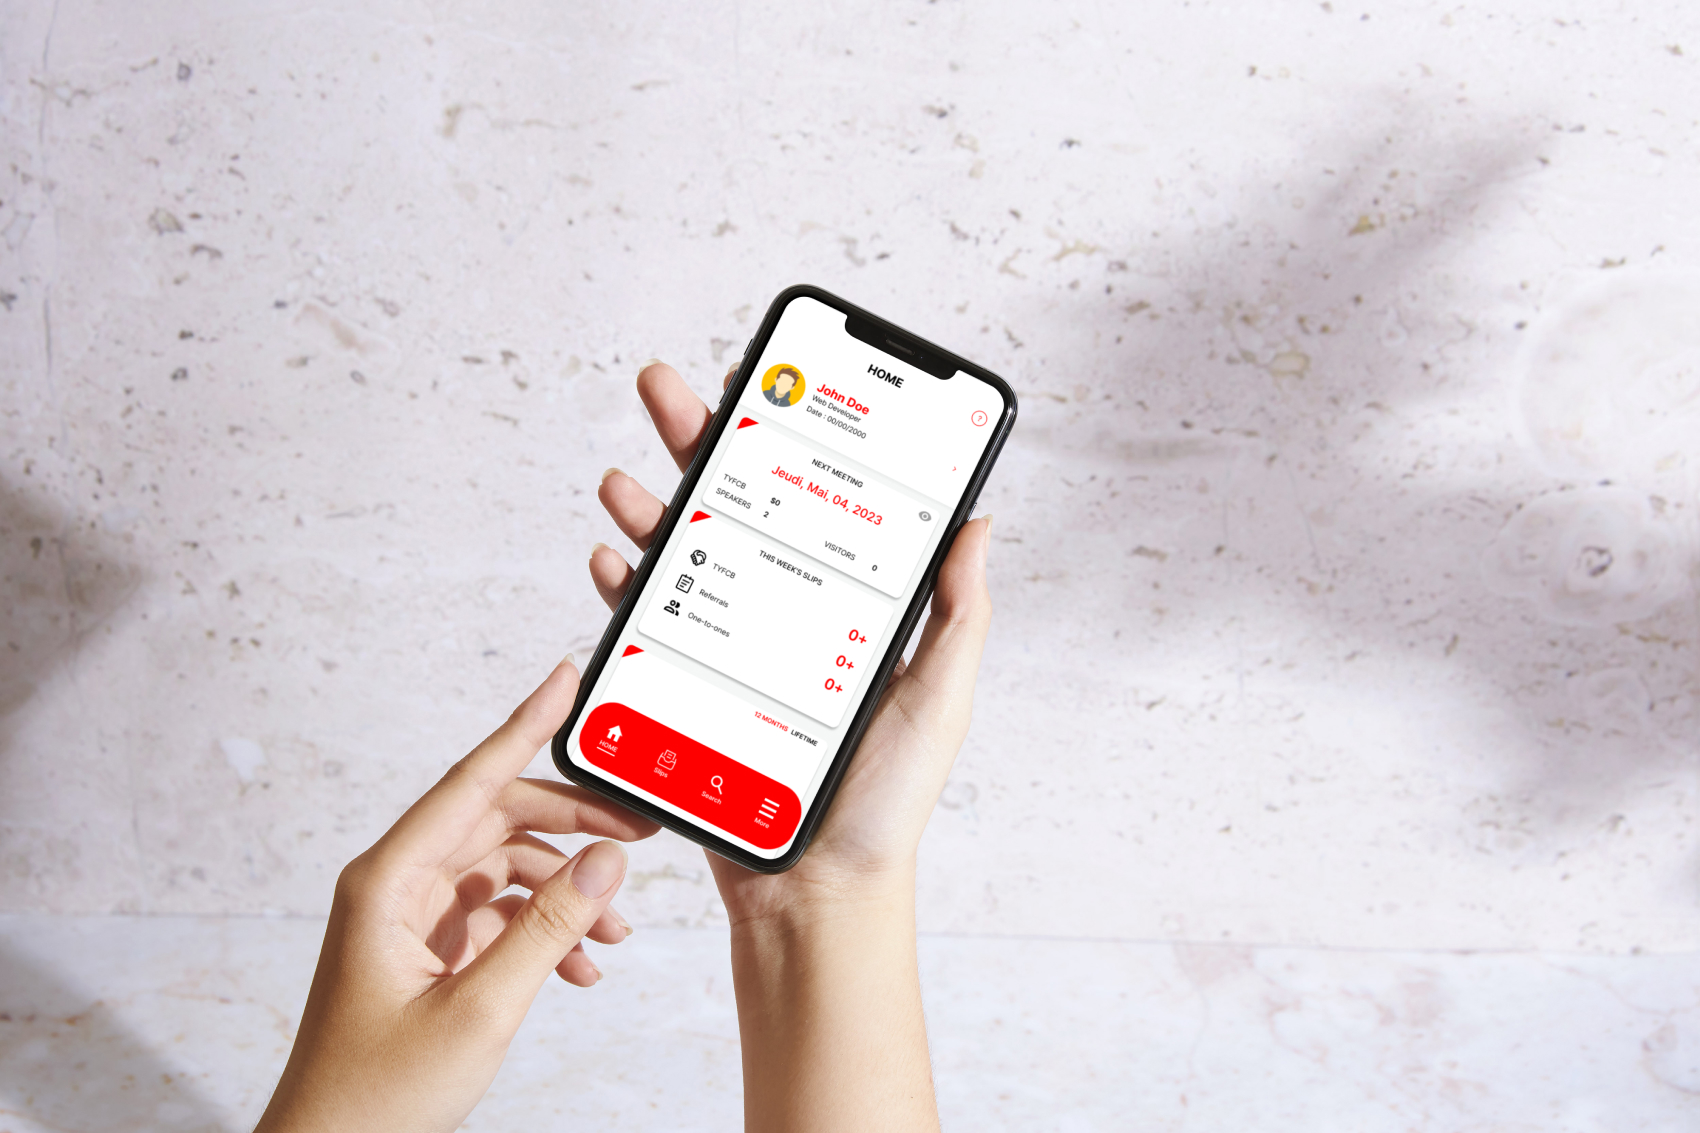 HOME
John Doe
Web Developer
Date : 00/00/2000
?
NEXT MEETING
Jeudi, Mai, 04, 2023
TYFCB $0
SPEAKERS 2
VISITORS 0
THIS WEEK'S SLIPS
TYFCB 0+
Referrals 0+
One-to-ones 0+
12 MONTHS LIFETIME
HOME Slips Search More